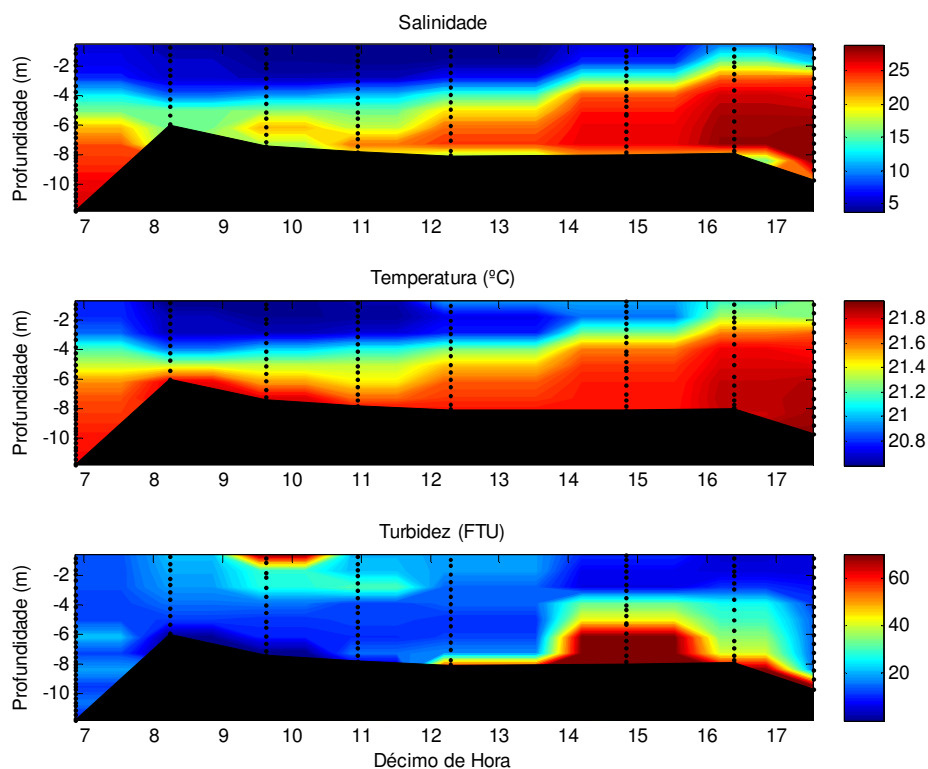 Salinidade
Profundidade (m)
-2
-4
-6
-8
-10
7 8 9 10 11 12 13 14 15 16 17
25
20
15
10
5
Temperatura (ºC)
Profundidade (m)
-2
-4
-6
-8
-10
7 8 9 10 11 12 13 14 15 16 17
21.8
21.6
21.4
21.2
21
20.8
Turbidez (FTU)
Profundidade (m)
-2
-4
-6
-8
-10
7 8 9 10 11 12 13 14 15 16 17
60
40
20
Décimo de Hora